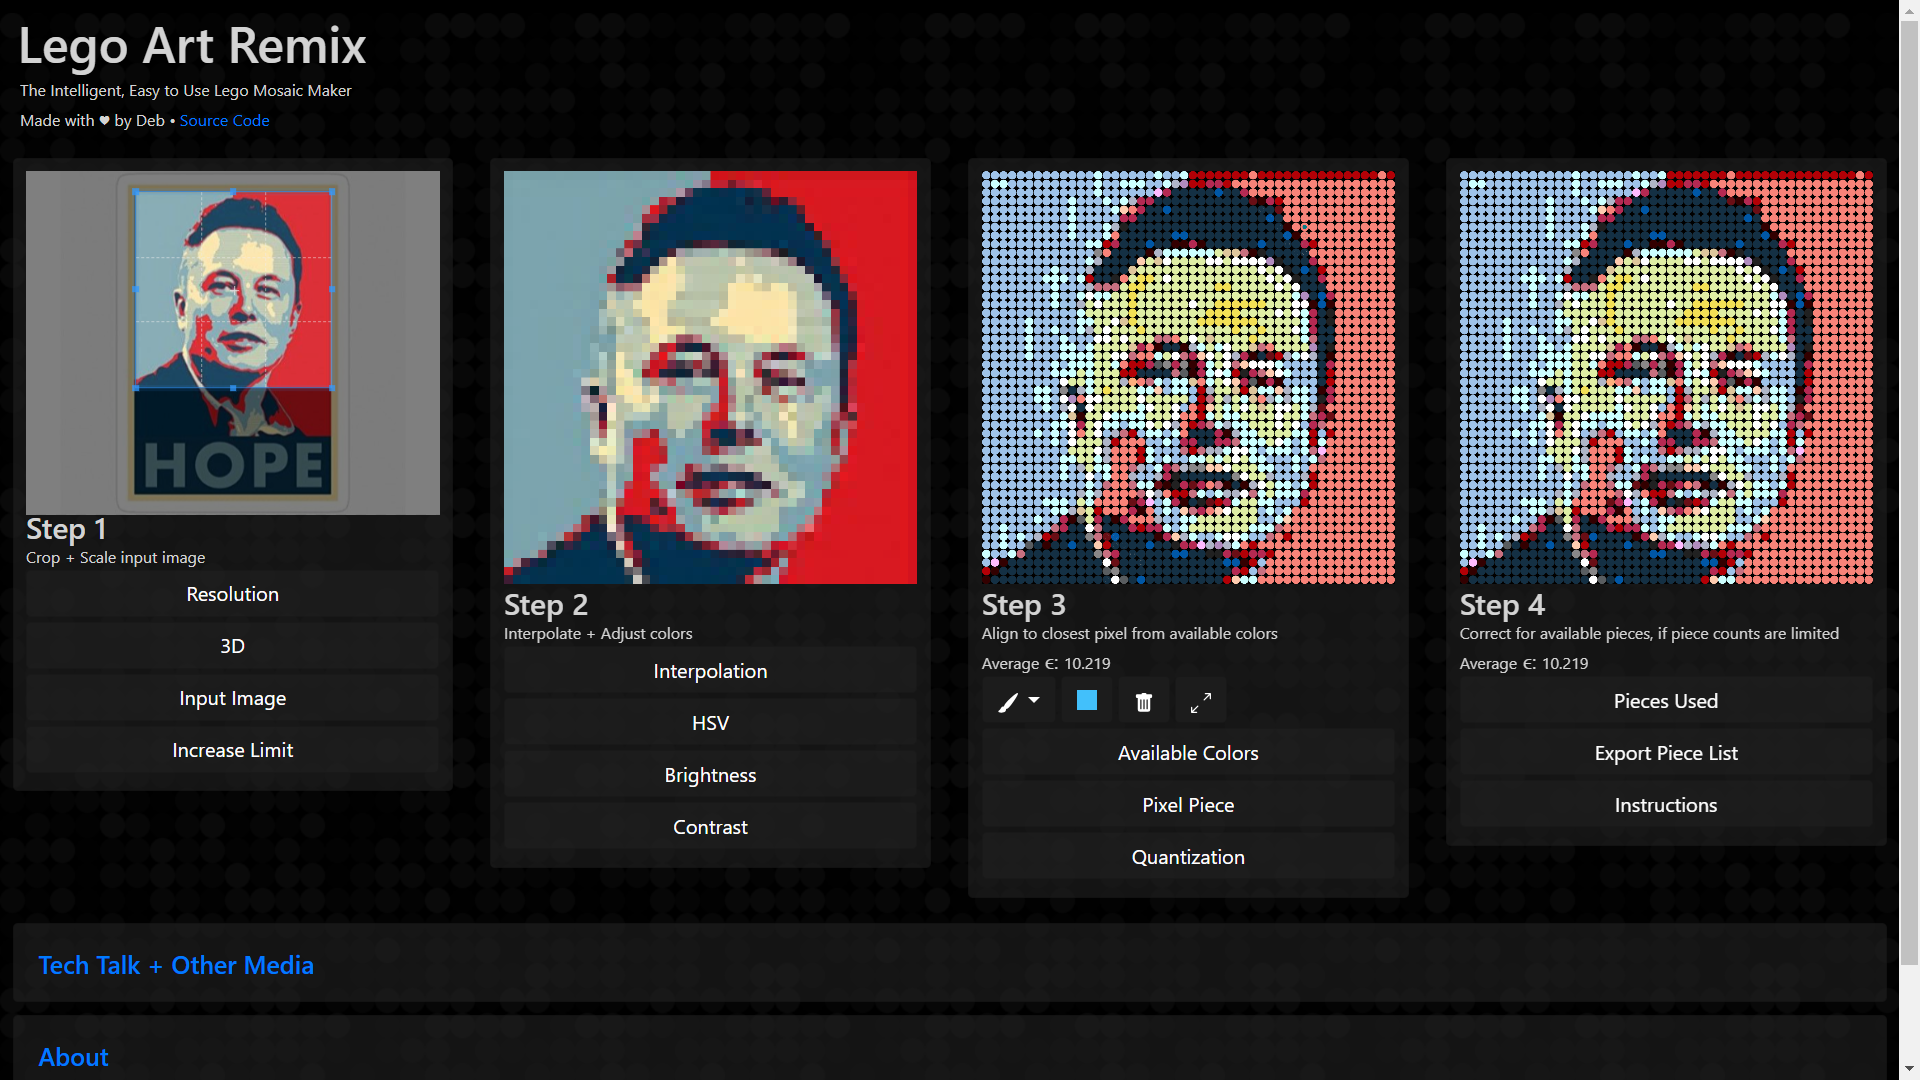 Lego Art Remix
The Intelligent, Easy to Use Lego Mosaic Maker
Made with ♥ by Deb • Source Code
HOPE
Step 1
Crop + Scale input image
Resolution
3D
Input Image
Increase Limit
Step 2
Interpolate + Adjust colors
Interpolation
HSV
Brightness
Contrast
Step 3
Align to closest pixel from available colors
Average ∈: 10.219
Available Colors
Pixel Piece
Quantization
Step 4
Correct for available pieces, if piece counts are limited
Average ∈: 10.219
Pieces Used
Export Piece List
Instructions
Tech Talk + Other Media
About